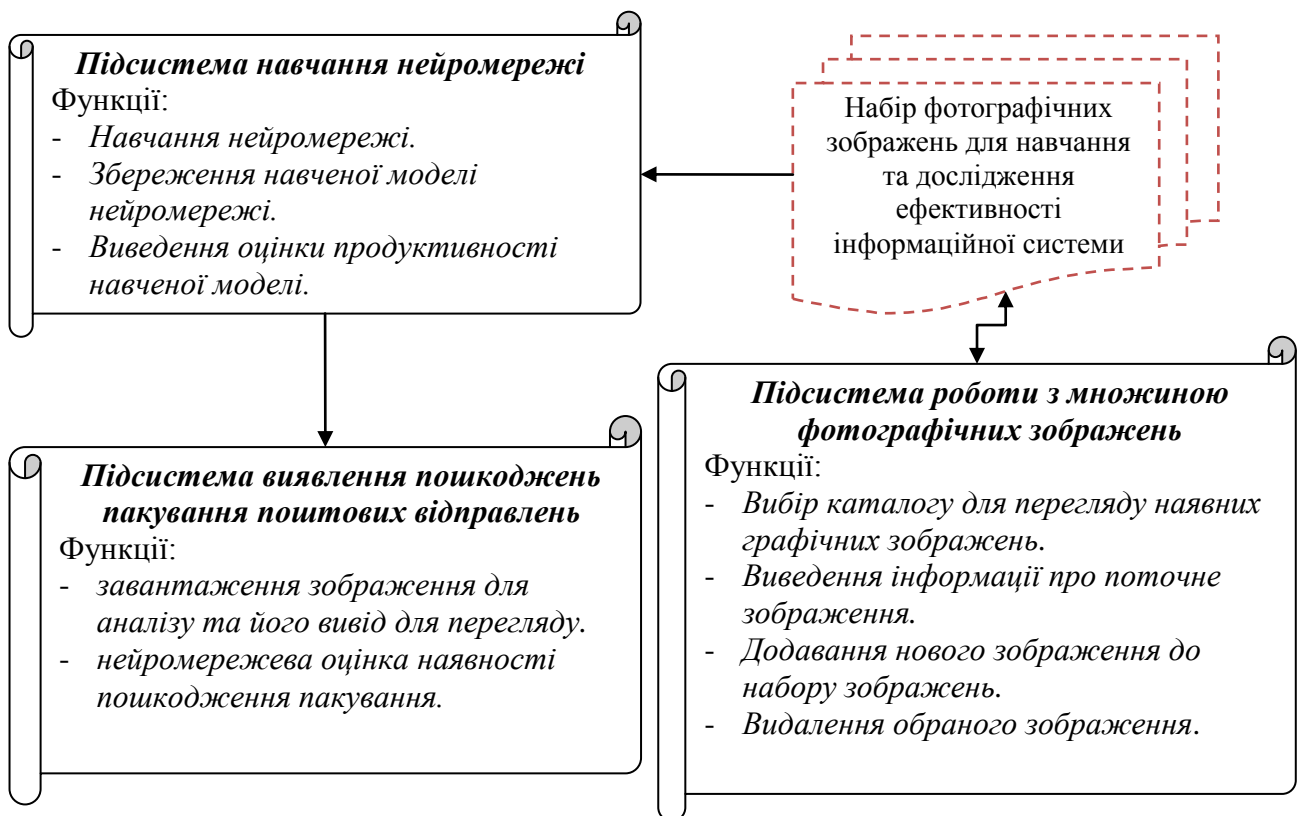 Підсистема навчання нейромережі
Функції:
- Навчання нейромережі.
- Збереження навченої моделі
нейромережі.
- Виведення оцінки продуктивності
навченої моделі.
Набір фотографічних
зображень для навчання
та дослідження
ефективності
інформаційної системи
Підсистема виявлення пошкоджень
пакування поштових відправлень
Функції:
- завантаження зображення для
аналізу та його вивід для перегляду.
- нейромережева оцінка наявності
пошкодження пакування.
Підсистема роботи з множиною
фотографічних зображень
Функції:
- Вибір каталогу для перегляду наявних
графічних зображень.
- Виведення інформації про поточне
зображення.
- Додавання нового зображення до
набору зображень.
- Видалення обраного зображення.